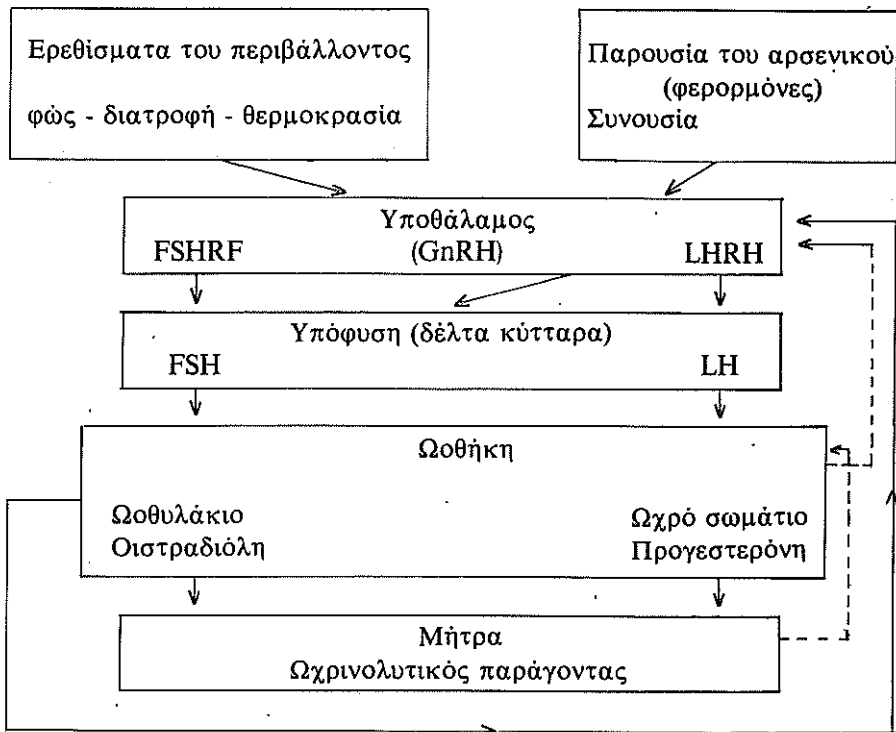 Ερεθίσματα του περιβάλλοντος
φώς - διατροφή - θερμοκρασία
Παρουσία του αρσενικού
(φερορμόνες)
Συνουσία
Υποθάλαμος
FSHRF (GnRH) LHRH
Υπόφυση (δέλτα κύτταρα)
FSH LH
Ωοθήκη
Ωοθυλάκιο Ωχρό σωμάτιο
Οιστραδιόλη Προγεστερόνη
Μήτρα
Ωχρινολυτικός παράγοντας